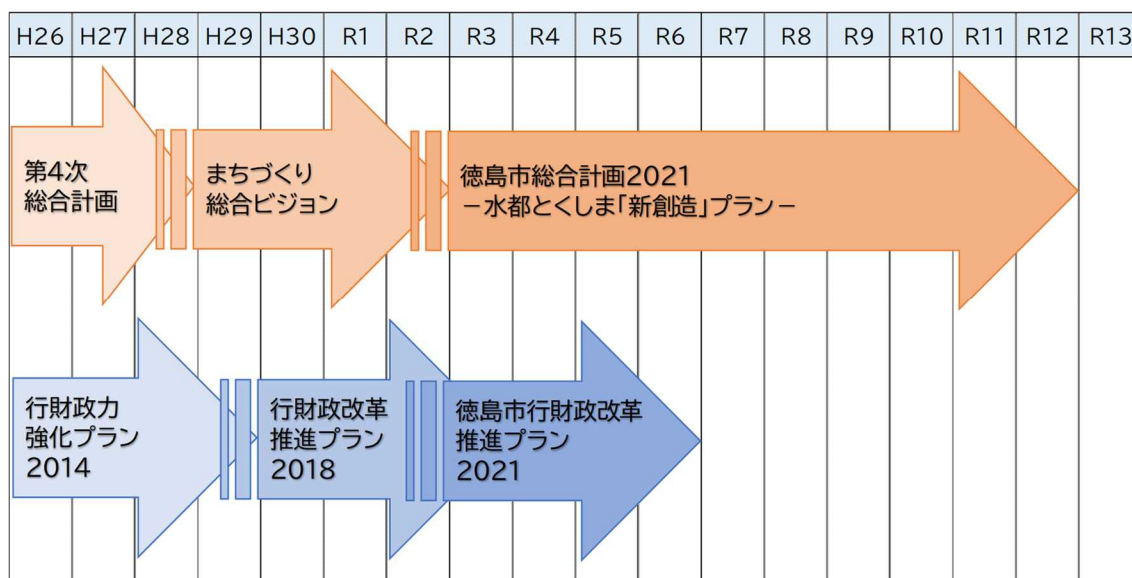 H26 H27 H28 H29 H30 R1 R2 R3 R4 R5 R6 R7 R8 R9 R10 R11 R12 R13
第4次
総合計画
まちづくり
総合ビジョン
徳島市総合計画2021
－水都とくしま「新創造」プラン－
行財政力
強化プラン
2014
行財政改革
推進プラン
2018
徳島市行財政改革
推進プラン
2021